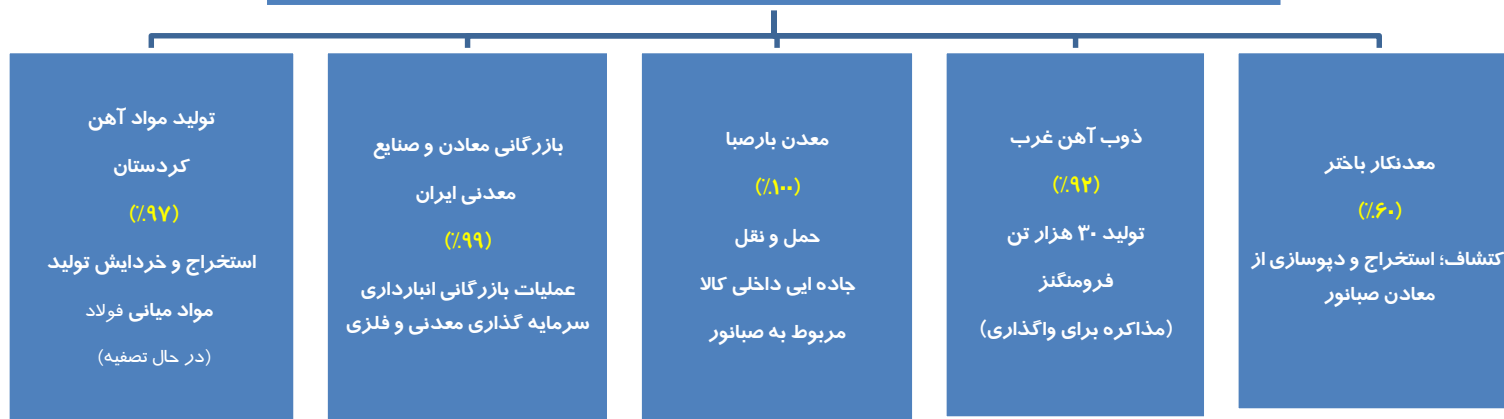 معدنکار باختر
(٪۶۰)
کتشاف؛ استخراج و دپوسازی از
معادن صبانور
ذوب آهن غرب
(٪۹۲)
تولید ۳۰ هزار تن
فرومنگنز
(مذاکره برای واگذاری)
معدن بارصبا
(٪۱۰۰)
حمل و نقل
جاده ایی داخلی کالا
مربوط به صبانور
بازرگانی معادن و صنایع
معدنی ایران
(٪۹۹)
عملیات بازرگانی انبارداری
سرمایه گذاری معدنی و فلزی
تولید مواد آهن
کردستان
(٪۹۷)
استخراج و خردایش تولید
مواد میانی فولاد
(در حال تصفیه)